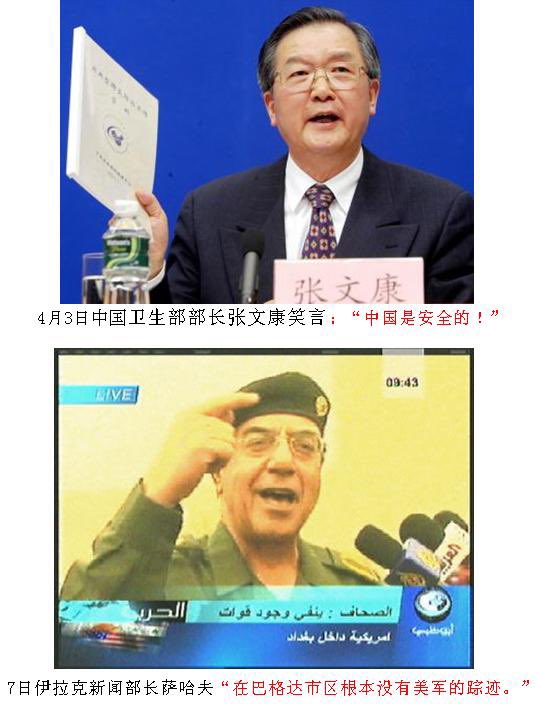 张文康
4月3日中国卫生部部长张文康笑言；“中国是安全的！”
LIVE
09:43
الحرب
الصحاف : ينفي وجود قوات
امريكية داخل بغداد
أبوظبي
7日伊拉克新闻部长萨哈夫“在巴格达市区根本没有美军的踪迹。”